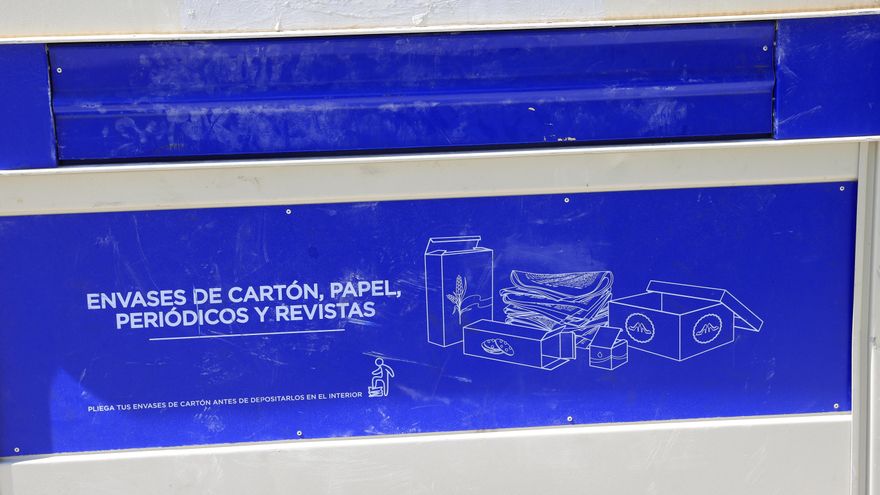 ENVASES DE CARTÓN, PAPEL,
PERIÓDICOS Y REVISTAS
PLIEGA TUS ENVASES DE CARTÓN ANTES DE DEPOSITARLOS EN EL INTERIOR